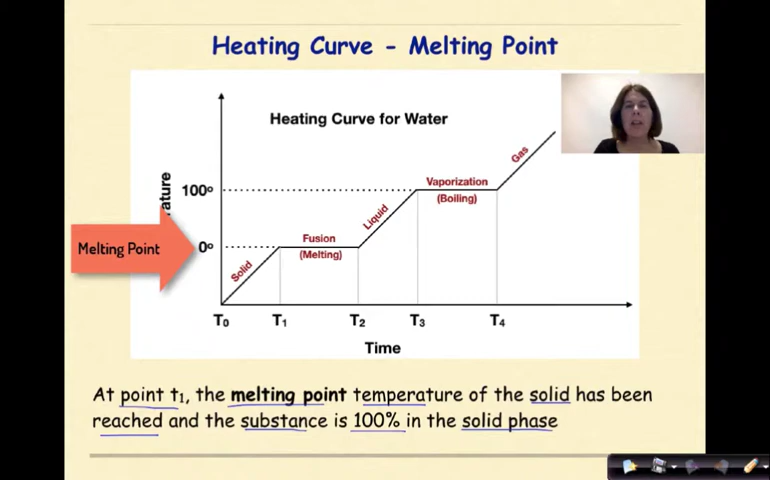 Heating Curve - Melting Point
Heating Curve for Water
Gas
Vaporization
100°
(Boiling)
Liquid
Melting Point
0°
Fusion
(Melting)
Solid
T0 T1 T2 T3 T4
Time
At point t₁, the melting point temperature of the solid has been
reached and the substance is 100% in the solid phase